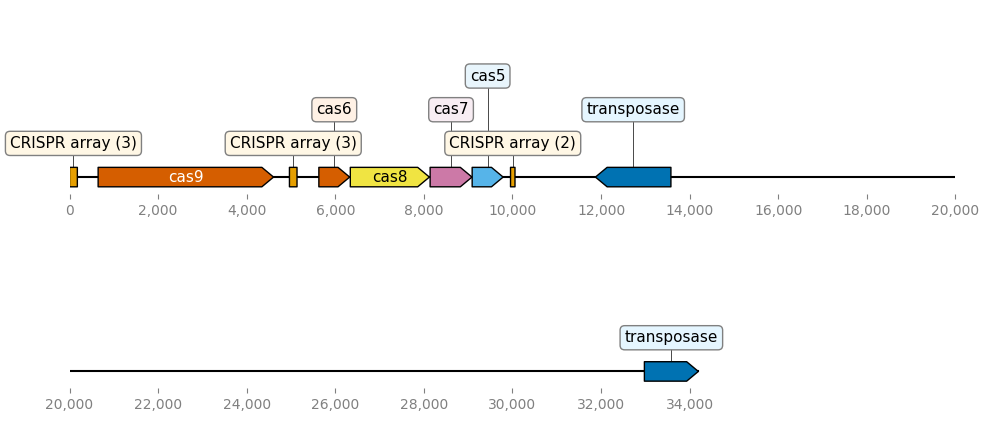 cas5
cas6 cas7 transposase
CRISPR array (3) CRISPR array (3) CRISPR array (2)
cas9 cas8
0 2,000 4,000 6,000 8,000 10,000 12,000 14,000 16,000 18,000 20,000
transposase
20,000 22,000 24,000 26,000 28,000 30,000 32,000 34,000